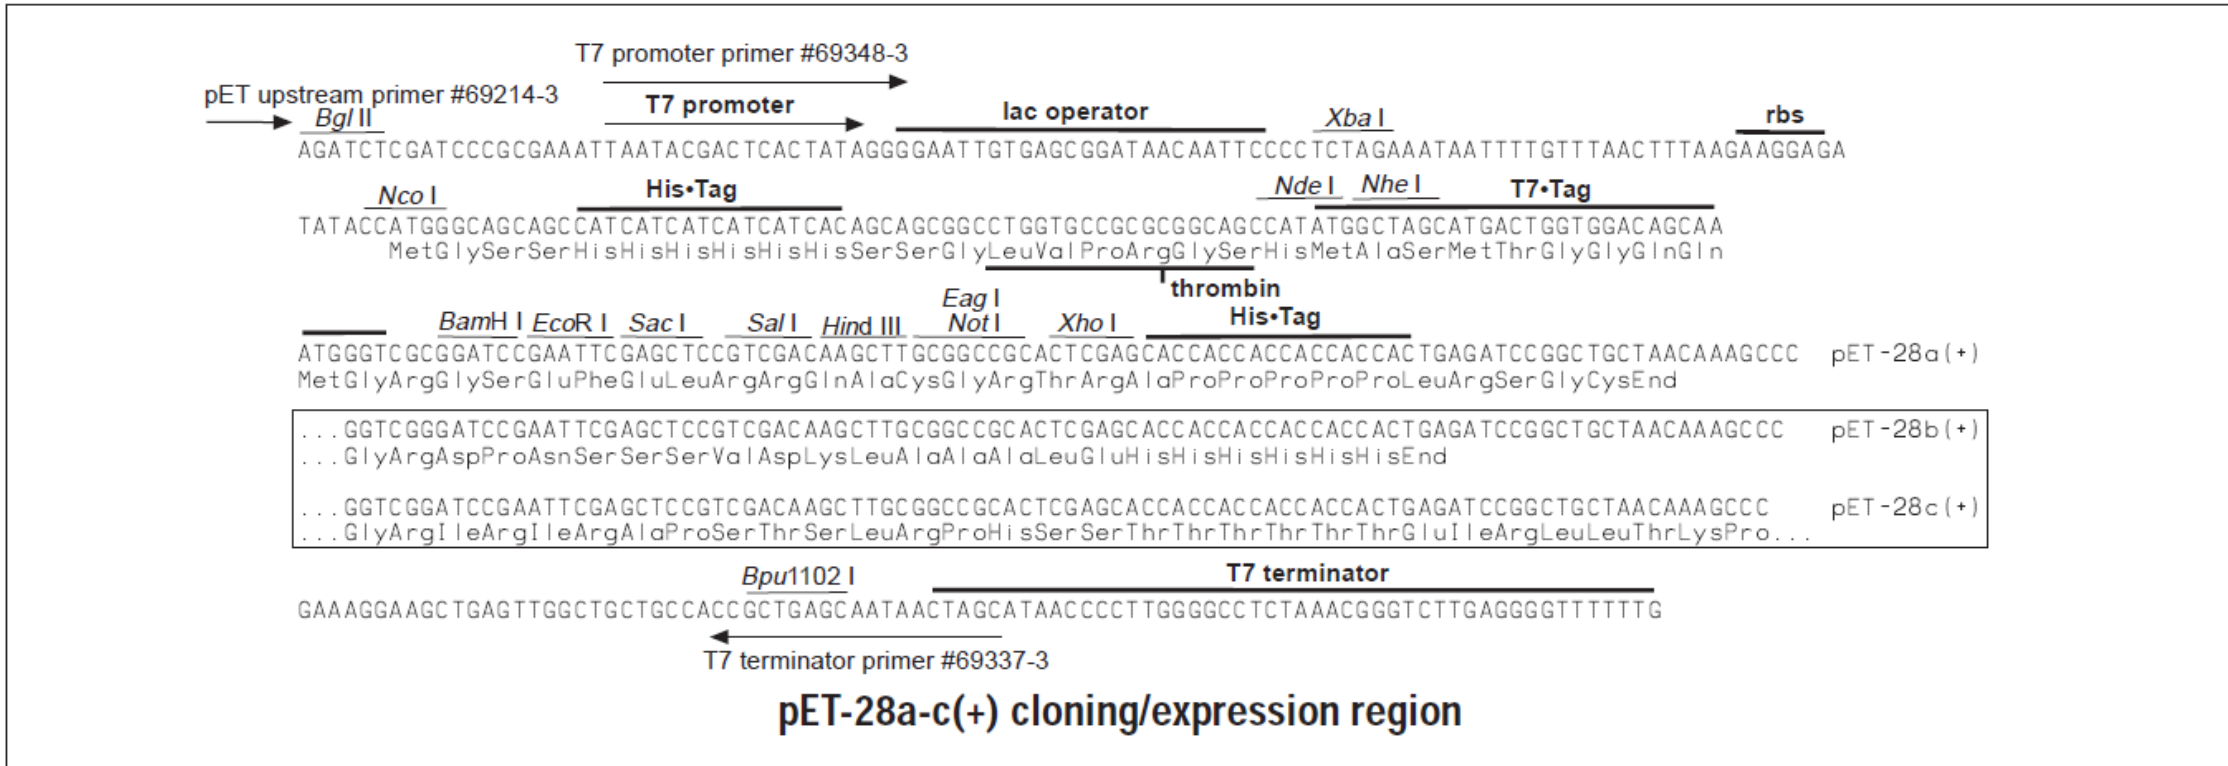 T7 promoter primer #69348-3
pET upstream primer #69214-3
Bgl II T7 promoter lac operator Xba I rbs
AGATCTCGATCCCGCGAAATTAATACGACTCACTATAGGGGAATTGTGAGCGGATAACAATTCCCCTCTAGAAATAATTTTGTTTAACTTTAAGAAGGAGA
Nco I His•Tag Nde I Nhe I T7•Tag
TATACCATGGGCAGCAGCCATCATCATCATCATCACAGCAGCGGCCTGGTGCCGCGCGGCAGCCATATGGCTAGCATGACTGGTGGACAGCAA
MetGlySerSerHisHisHisHisHisHisSerSerGlyLeuValProArgGlySerHisMetAlaSerMetThrGlyGlyGlnGln
thrombin
Eag I
BamH I EcoR I Sac I Sal I Hind III Not I Xho I His•Tag
ATGGGTCGCGGATCCGAATTCGAGCTCCGTCGACAAGCTTGCGGCCGCACTCGAGCACCACCACCACCACCACTGAGATCCGGCTGCTAACAAAGCCC pET-28a(+)
MetGlyArgGlySerGluPheGluLeuArgArgGlnAlaCysGlyArgThrArgAlaProProProProProLeuArgSerGlyCysEnd
...GGTCGGGATCCGAATTCGAGCTCCGTCGACAAGCTTGCGGCCGCACTCGAGCACCACCACCACCACCACTGAGATCCGGCTGCTAACAAAGCCC pET-28b(+)
...GlyArgAspProAsnSerSerSerValAspLysLeuAlaAlaAlaLeuGluHisHisHisHisHisHisEnd
...GGTCGGATCCGAATTCGAGCTCCGTCGACAAGCTTGCGGCCGCACTCGAGCACCACCACCACCACCACTGAGATCCGGCTGCTAACAAAGCCC pET-28c(+)
...GlyArgIleArgIleArgAlaProSerThrSerLeuArgProHisSerSerThrThrThrThrThrThrGluIleArgLeuLeuThrLysPro...
Bpu1102 I T7 terminator
GAAAGGAAGCTGAGTTGGCTGCTGCCACCGCTGAGCAATAACTAGCATAACCCCTTGGGGCCTCTAAACGGGTCTTGAGGGGTTTTTTG
T7 terminator primer #69337-3
pET-28a-c(+) cloning/expression region